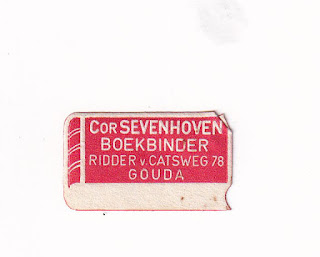 Cor SEVENHOVEN
BOEKBINDER
RIDDER v. CATSWEG 78
GOUDA